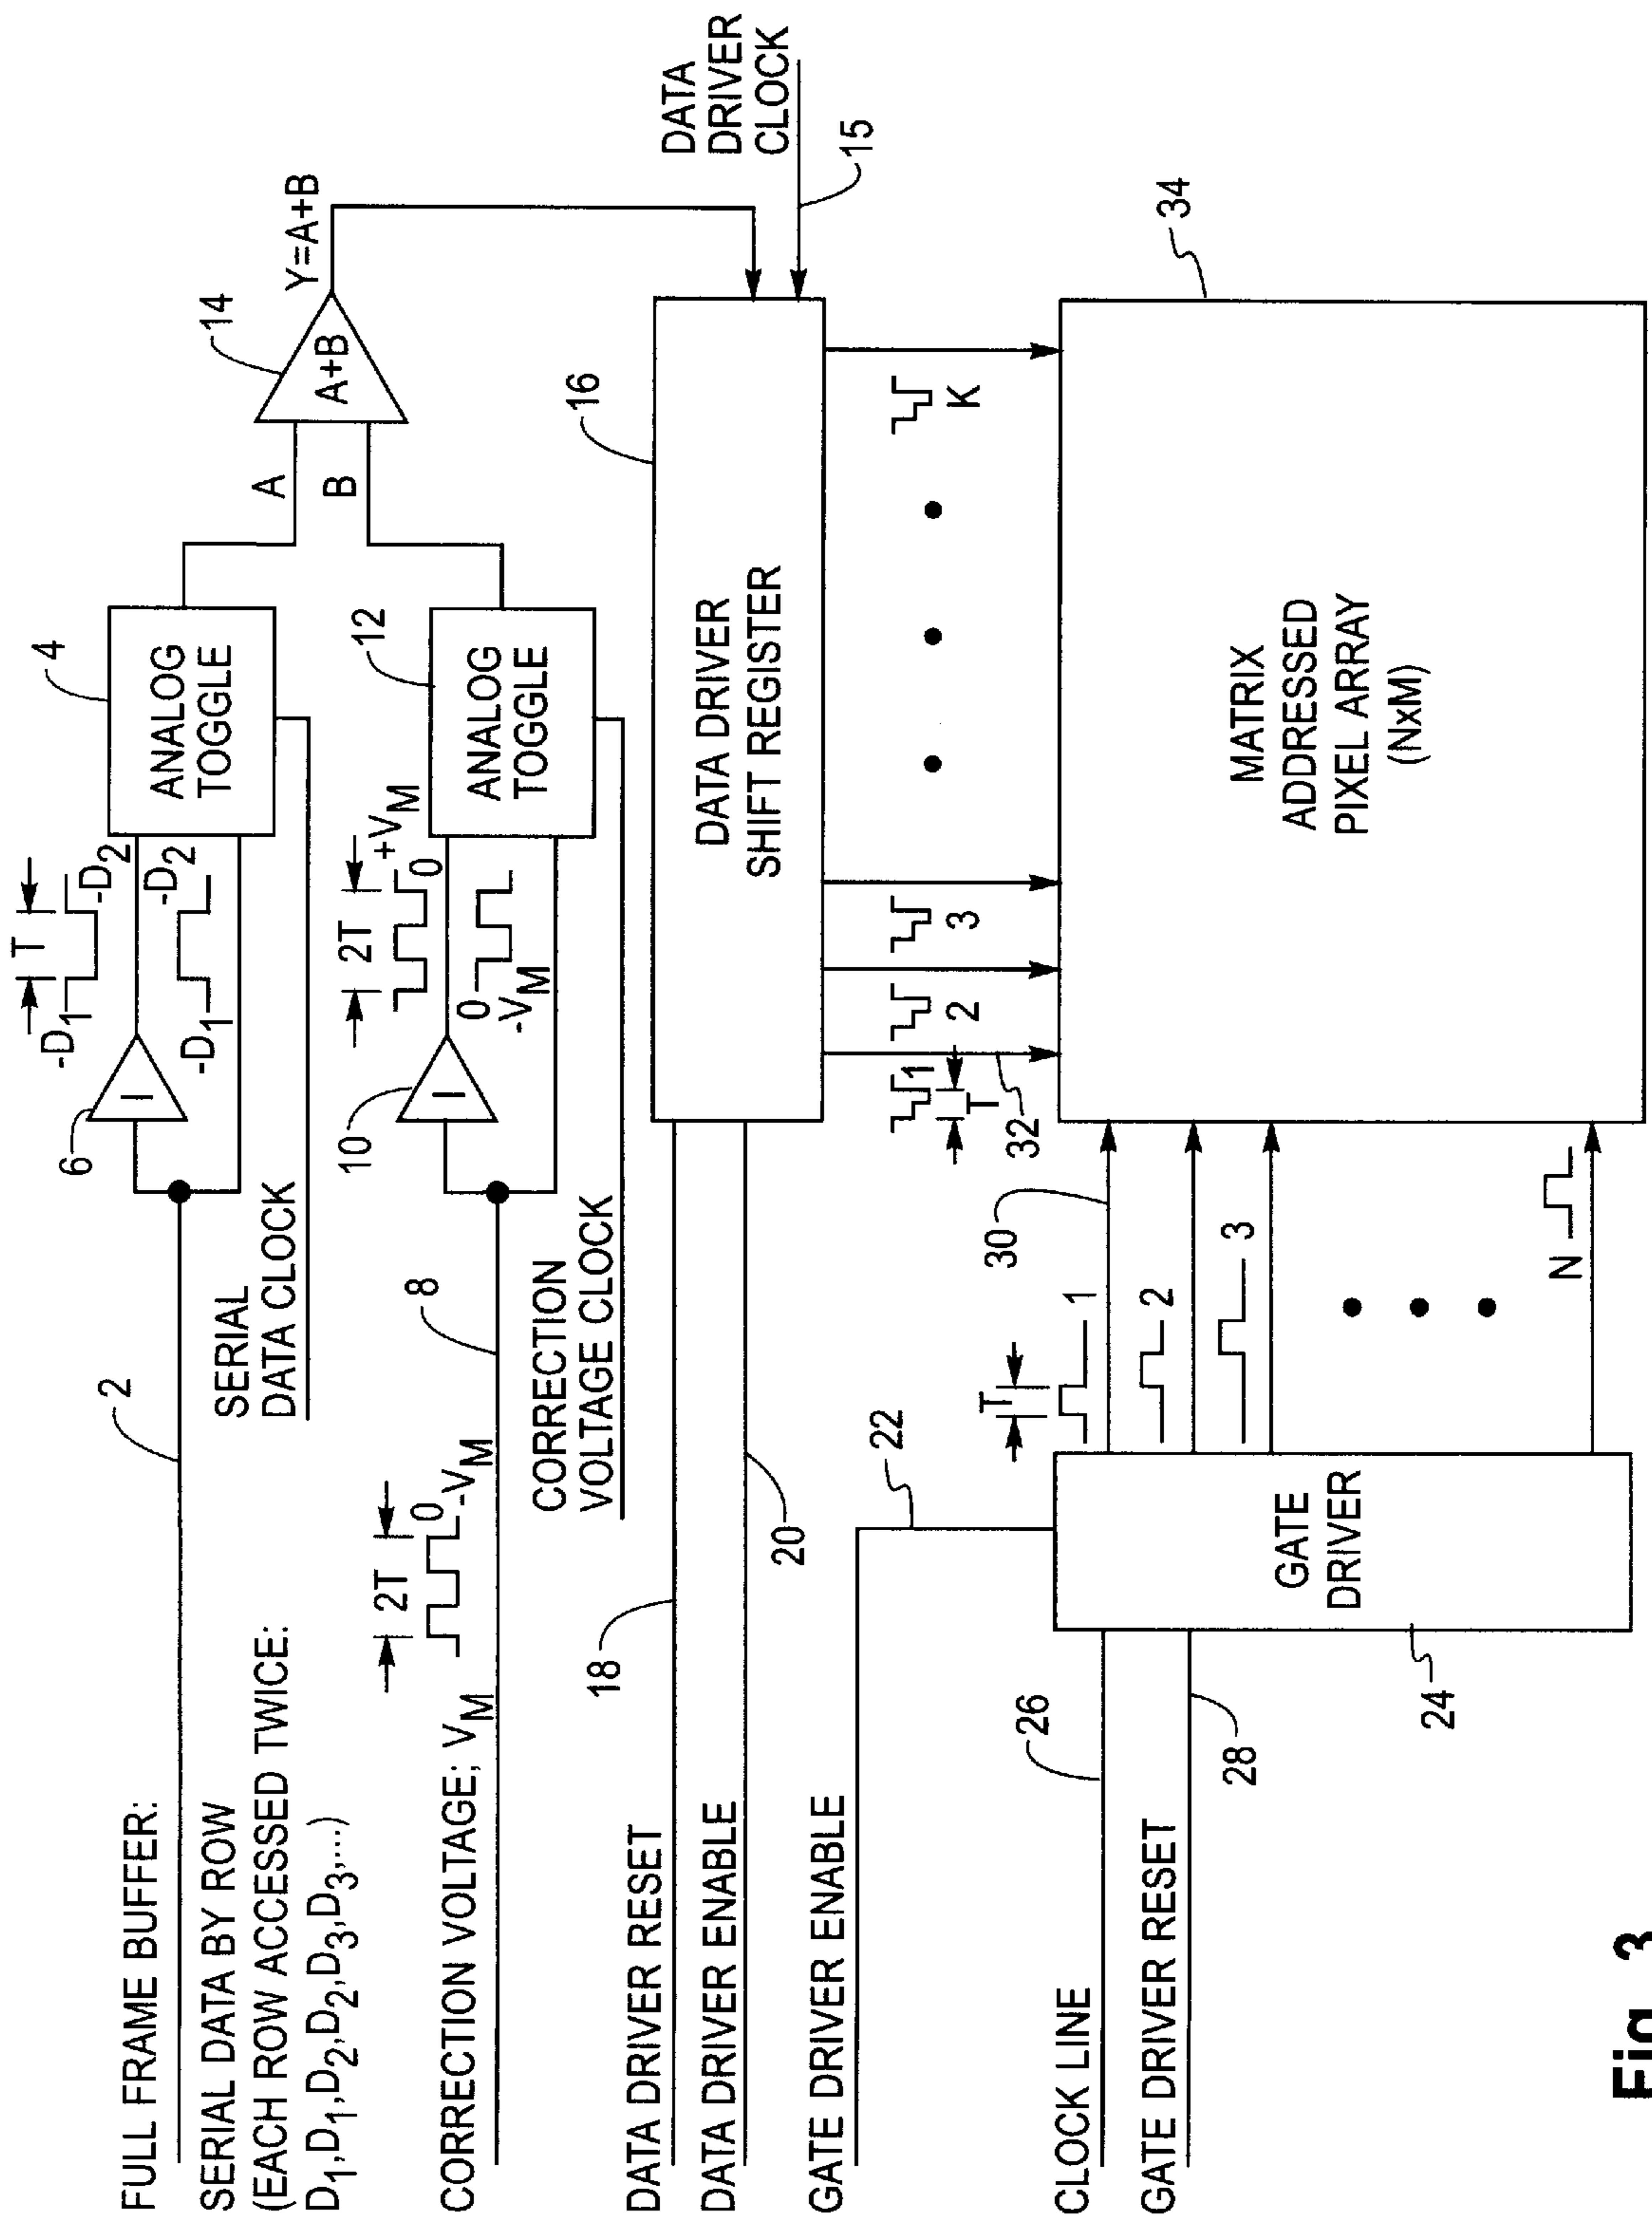 FULL FRAME BUFFER:
2
SERIAL DATA BY ROW
(EACH ROW ACCESSED TWICE:
D1,D1,D2,D2,D3,D3,...)
SERIAL
DATA CLOCK
6
I
T
-D1
-D2
-D1
-D2
4
ANALOG
TOGGLE
A
B
14
A+B
Y=A+B
CORRECTION VOLTAGE; VM
2T
0
-VM
8
CORRECTION
VOLTAGE CLOCK
10
I
2T
+VM
0
0
-VM
12
ANALOG
TOGGLE
DATA
DRIVER
CLOCK
15
DATA DRIVER RESET
18
DATA DRIVER ENABLE
20
16
DATA DRIVER
SHIFT REGISTER
GATE DRIVER ENABLE
22
1
T
32
2
3
K
CLOCK LINE
26
GATE DRIVER RESET
28
24
GATE
DRIVER
T
1
30
2
3
N
34
MATRIX
ADDRESSED
PIXEL ARRAY
(NxM)
Fig. 3